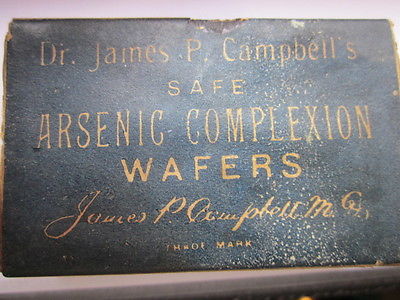 Dr. James P. Campbell's
SAFE
ARSENIC COMPLEXION
WAFERS
James P Campbell M.D.,
TRADE MARK